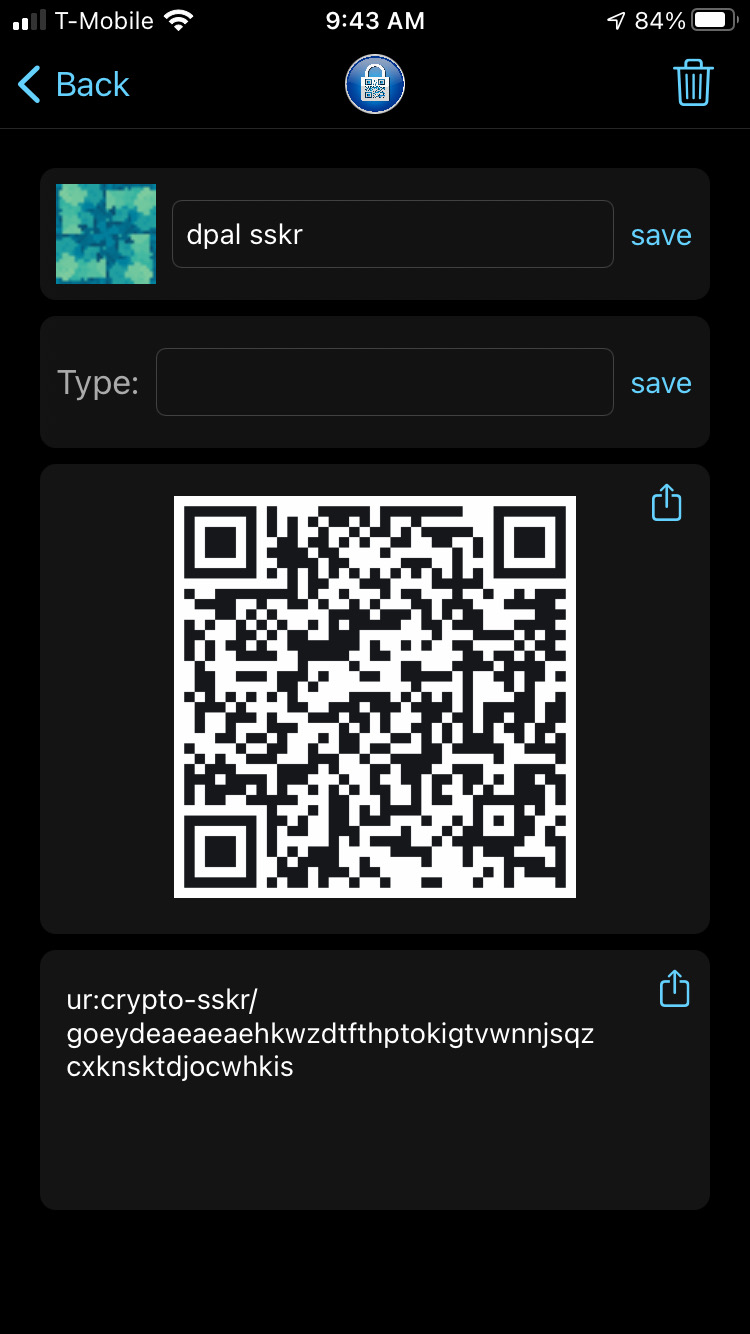 T-Mobile 9:43 AM 84%
Back
dpal sskr save
Type: save
ur:crypto-sskr/
goeydeaeaeaehkwzdtfthptokigtvwnnjsqz
cxknsktdjocwhkis